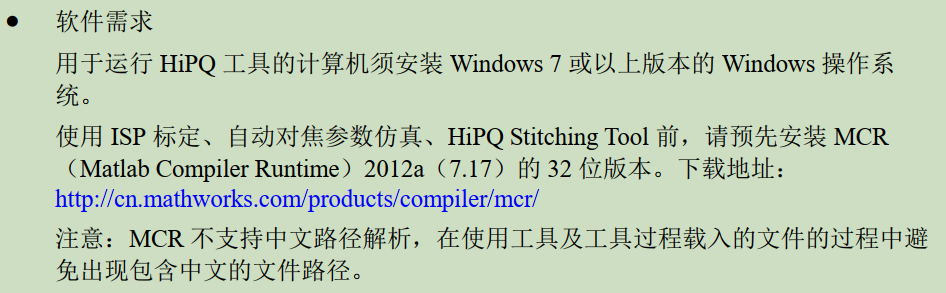 ● 软件需求
用于运行 HiPQ 工具的计算机须安装 Windows 7 或以上版本的 Windows 操作系
统。
使用 ISP 标定、自动对焦参数仿真、HiPQ Stitching Tool 前，请预先安装 MCR
（Matlab Compiler Runtime）2012a（7.17）的 32 位版本。下载地址：
http://cn.mathworks.com/products/compiler/mcr/
注意：MCR 不支持中文路径解析，在使用工具及工具过程载入的文件的过程中避
免出现包含中文的文件路径。